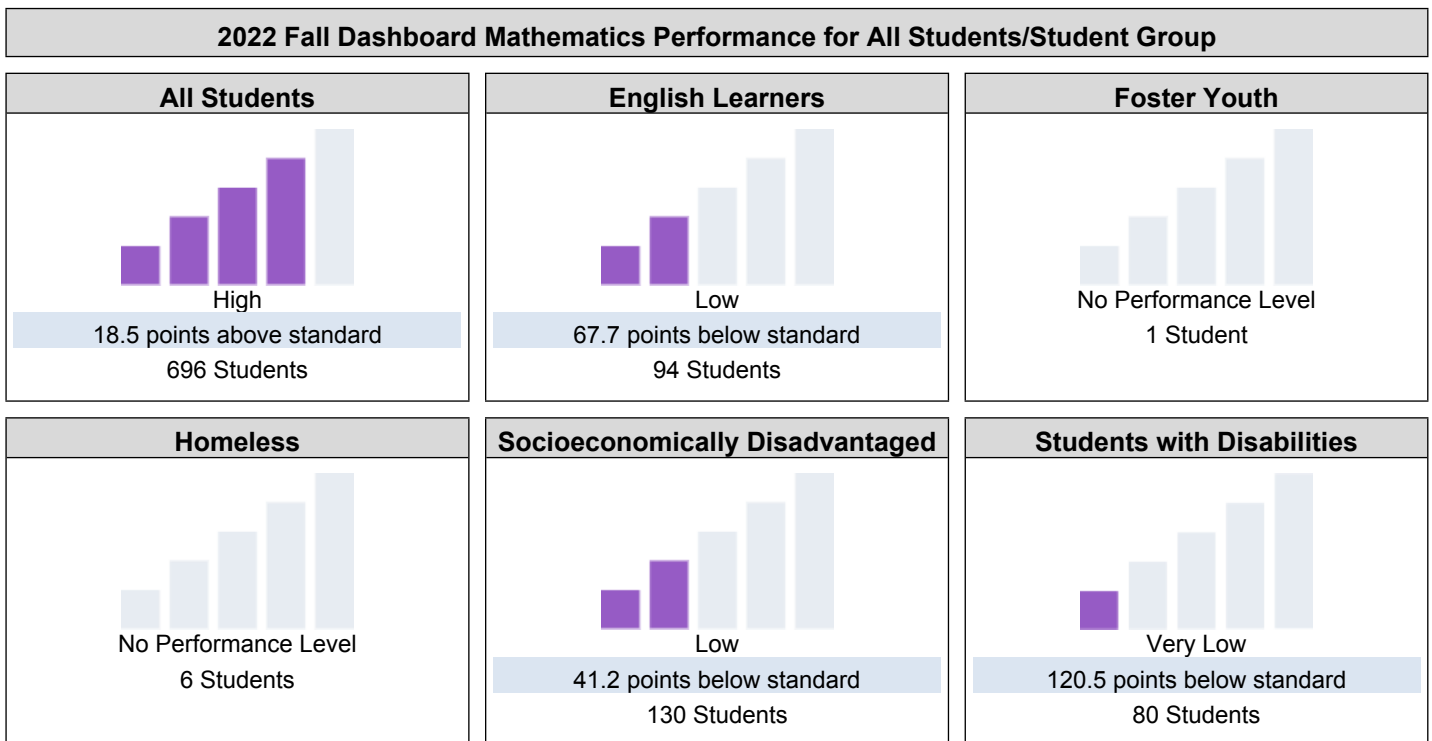 2022 Fall Dashboard Mathematics Performance for All Students/Student Group
All Students
High
18.5 points above standard
696 Students
English Learners
Low
67.7 points below standard
94 Students
Foster Youth
No Performance Level
1 Student
Homeless
No Performance Level
6 Students
Socioeconomically Disadvantaged
Low
41.2 points below standard
130 Students
Students with Disabilities
Very Low
120.5 points below standard
80 Students